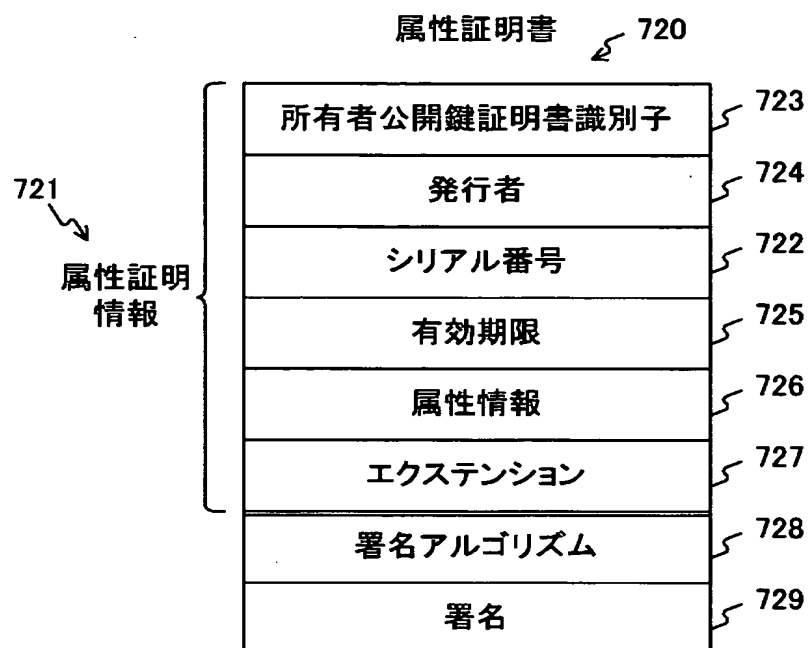 属性証明書
720
所有者公開鍵証明書識別子
723
発行者
724
721
シリアル番号
722
属性証明
情報
有効期限
725
属性情報
726
エクステンション
727
署名アルゴリズム
728
署名
729